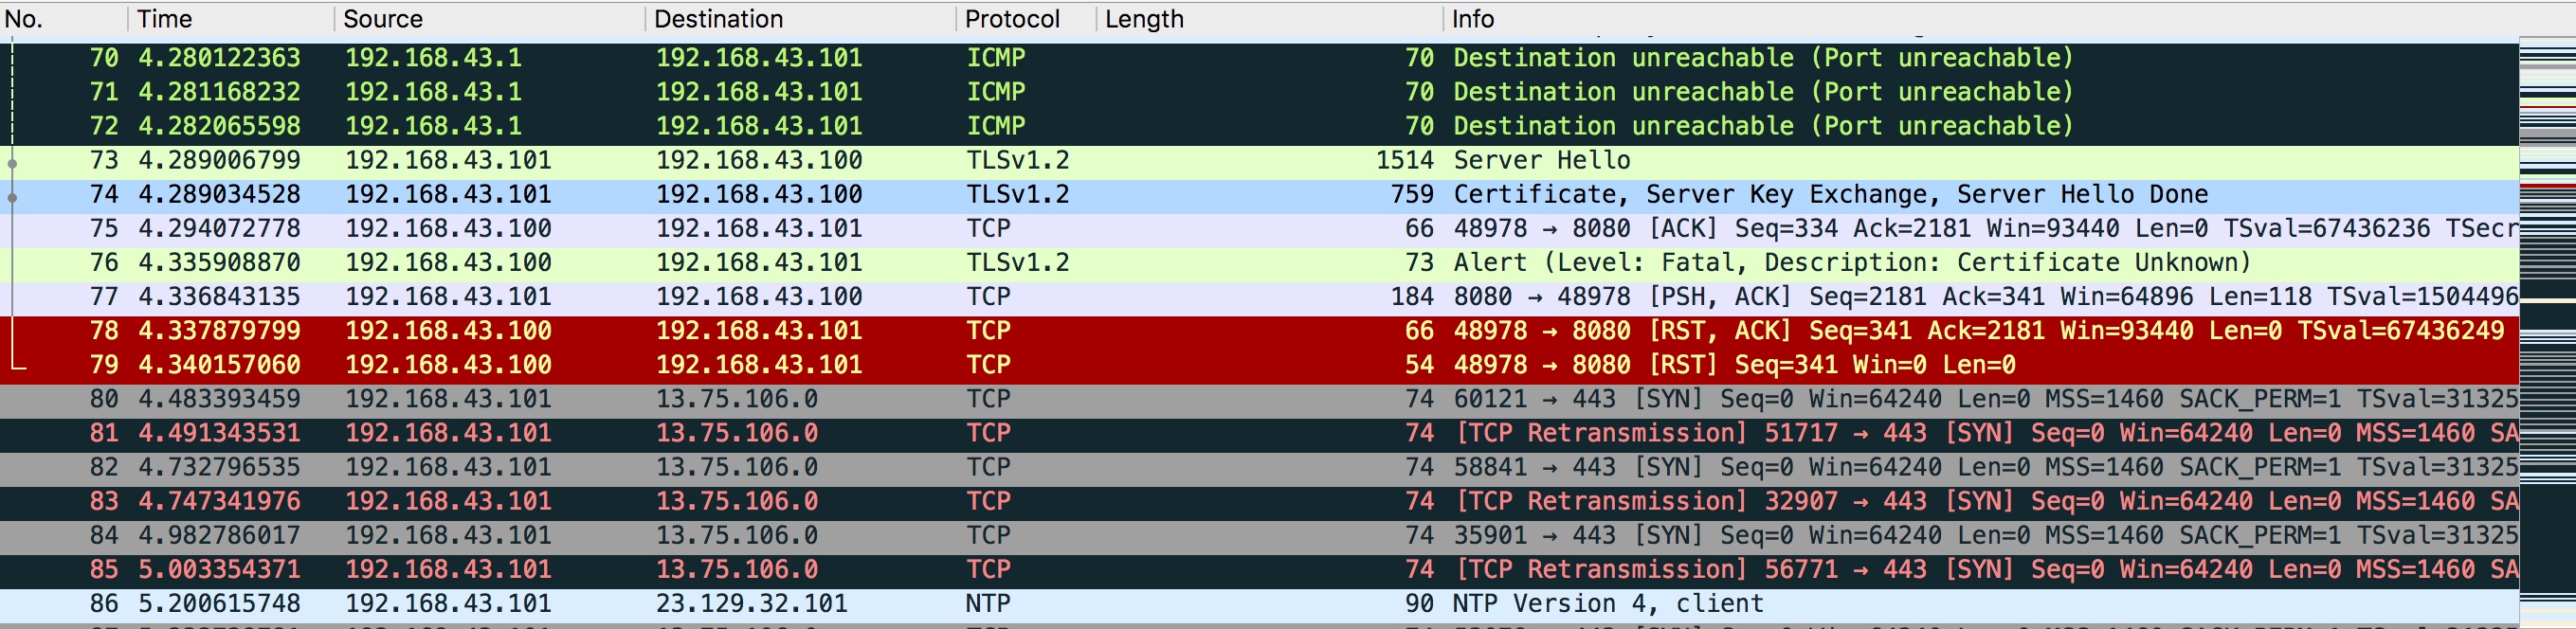 No. Time Source Destination Protocol Length Info
70 4.280122363 192.168.43.1 192.168.43.101 ICMP 70 Destination unreachable (Port unreachable)
71 4.281168232 192.168.43.1 192.168.43.101 ICMP 70 Destination unreachable (Port unreachable)
72 4.282065598 192.168.43.1 192.168.43.101 ICMP 70 Destination unreachable (Port unreachable)
73 4.289006799 192.168.43.101 192.168.43.100 TLSv1.2 1514 Server Hello
74 4.289034528 192.168.43.101 192.168.43.100 TLSv1.2 759 Certificate, Server Key Exchange, Server Hello Done
75 4.294072778 192.168.43.100 192.168.43.101 TCP 66 48978 → 8080 [ACK] Seq=334 Ack=2181 Win=93440 Len=0 TSval=67436236 TSecr
76 4.335908870 192.168.43.100 192.168.43.101 TLSv1.2 73 Alert (Level: Fatal, Description: Certificate Unknown)
77 4.336843135 192.168.43.101 192.168.43.100 TCP 184 8080 → 48978 [PSH, ACK] Seq=2181 Ack=341 Win=64896 Len=118 TSval=1504496
78 4.337879799 192.168.43.100 192.168.43.101 TCP 66 48978 → 8080 [RST, ACK] Seq=341 Ack=2181 Win=93440 Len=0 TSval=67436249
79 4.340157060 192.168.43.100 192.168.43.101 TCP 54 48978 → 8080 [RST] Seq=341 Win=0 Len=0
80 4.483393459 192.168.43.101 13.75.106.0 TCP 74 60121 → 443 [SYN] Seq=0 Win=64240 Len=0 MSS=1460 SACK_PERM=1 TSval=31325
81 4.491343531 192.168.43.101 13.75.106.0 TCP 74 [TCP Retransmission] 51717 → 443 [SYN] Seq=0 Win=64240 Len=0 MSS=1460 SA
82 4.732796535 192.168.43.101 13.75.106.0 TCP 74 58841 → 443 [SYN] Seq=0 Win=64240 Len=0 MSS=1460 SACK_PERM=1 TSval=31325
83 4.747341976 192.168.43.101 13.75.106.0 TCP 74 [TCP Retransmission] 32907 → 443 [SYN] Seq=0 Win=64240 Len=0 MSS=1460 SA
84 4.982786017 192.168.43.101 13.75.106.0 TCP 74 35901 → 443 [SYN] Seq=0 Win=64240 Len=0 MSS=1460 SACK_PERM=1 TSval=31325
85 5.003354371 192.168.43.101 13.75.106.0 TCP 74 [TCP Retransmission] 56771 → 443 [SYN] Seq=0 Win=64240 Len=0 MSS=1460 SA
86 5.200615748 192.168.43.101 23.129.32.101 NTP 90 NTP Version 4, client